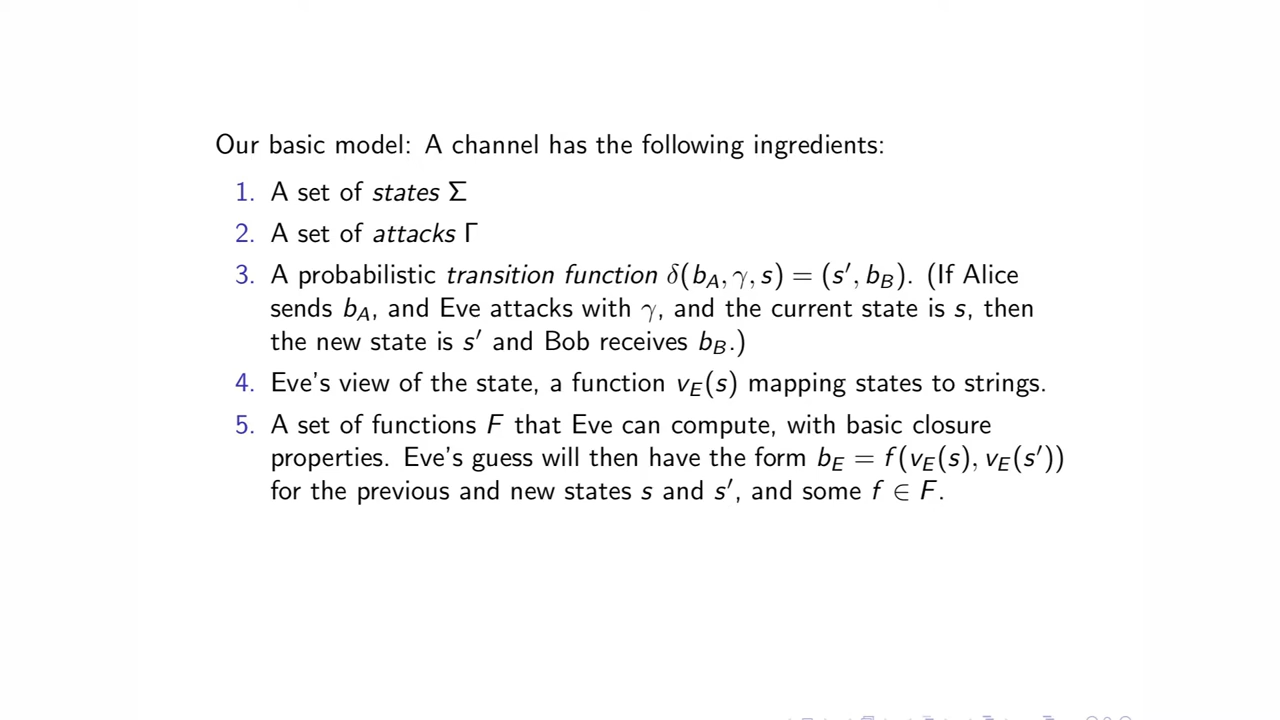 Our basic model: A channel has the following ingredients:
1. A set of states Σ
2. A set of attacks Γ
3. A probabilistic transition function δ(b_A, γ, s) = (s′, b_B). (If Alice
sends b_A, and Eve attacks with γ, and the current state is s, then
the new state is s′ and Bob receives b_B.)
4. Eve's view of the state, a function v_E(s) mapping states to strings.
5. A set of functions F that Eve can compute, with basic closure
properties. Eve's guess will then have the form b_E = f(v_E(s), v_E(s′))
for the previous and new states s and s′, and some f ∈ F.